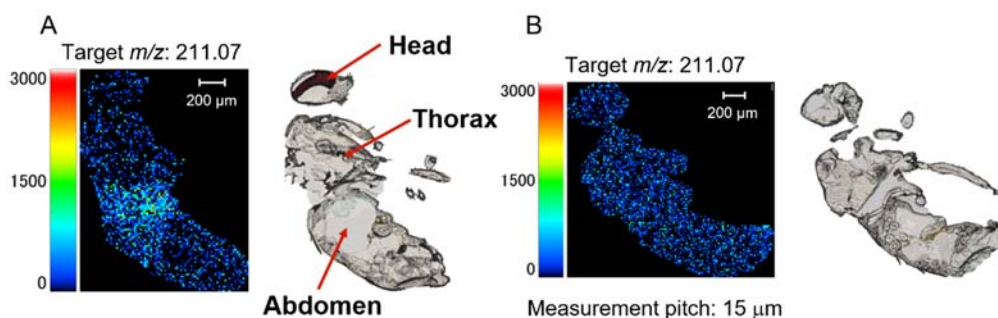 A
Target m/z: 211.07
3000
1500
0
200 μm
Head
Thorax
Abdomen
B
Target m/z: 211.07
3000
1500
0
200 μm
Measurement pitch: 15 μm